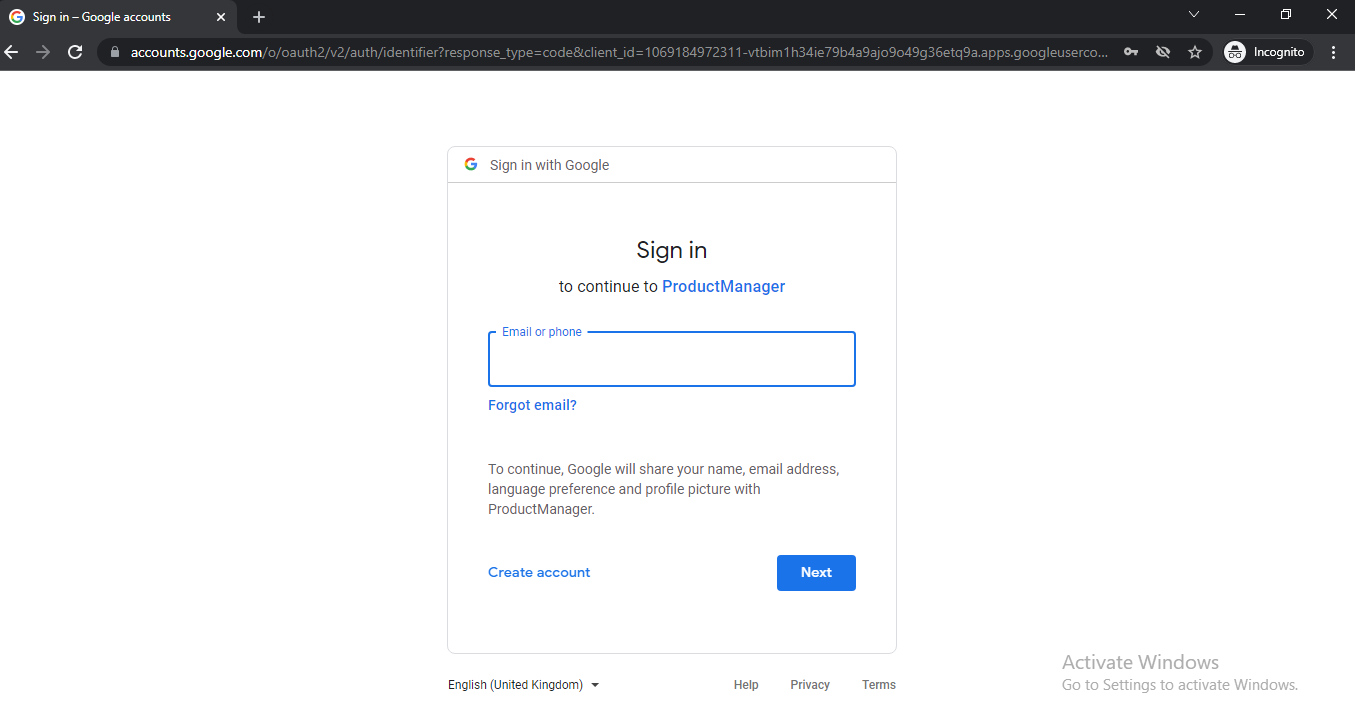 Sign in – Google accounts
accounts.google.com/o/oauth2/v2/auth/identifier?response_type=code&client_id=1069184972311-vtbim1h34ie79b4a9ajo9o49g36etq9a.apps.googleuserco...
Incognito
Sign in with Google
Sign in
to continue to ProductManager
Email or phone
Forgot email?
To continue, Google will share your name, email address,
language preference and profile picture with
ProductManager.
Create account
Next
English (United Kingdom)
Help
Privacy
Terms
Activate Windows
Go to Settings to activate Windows.